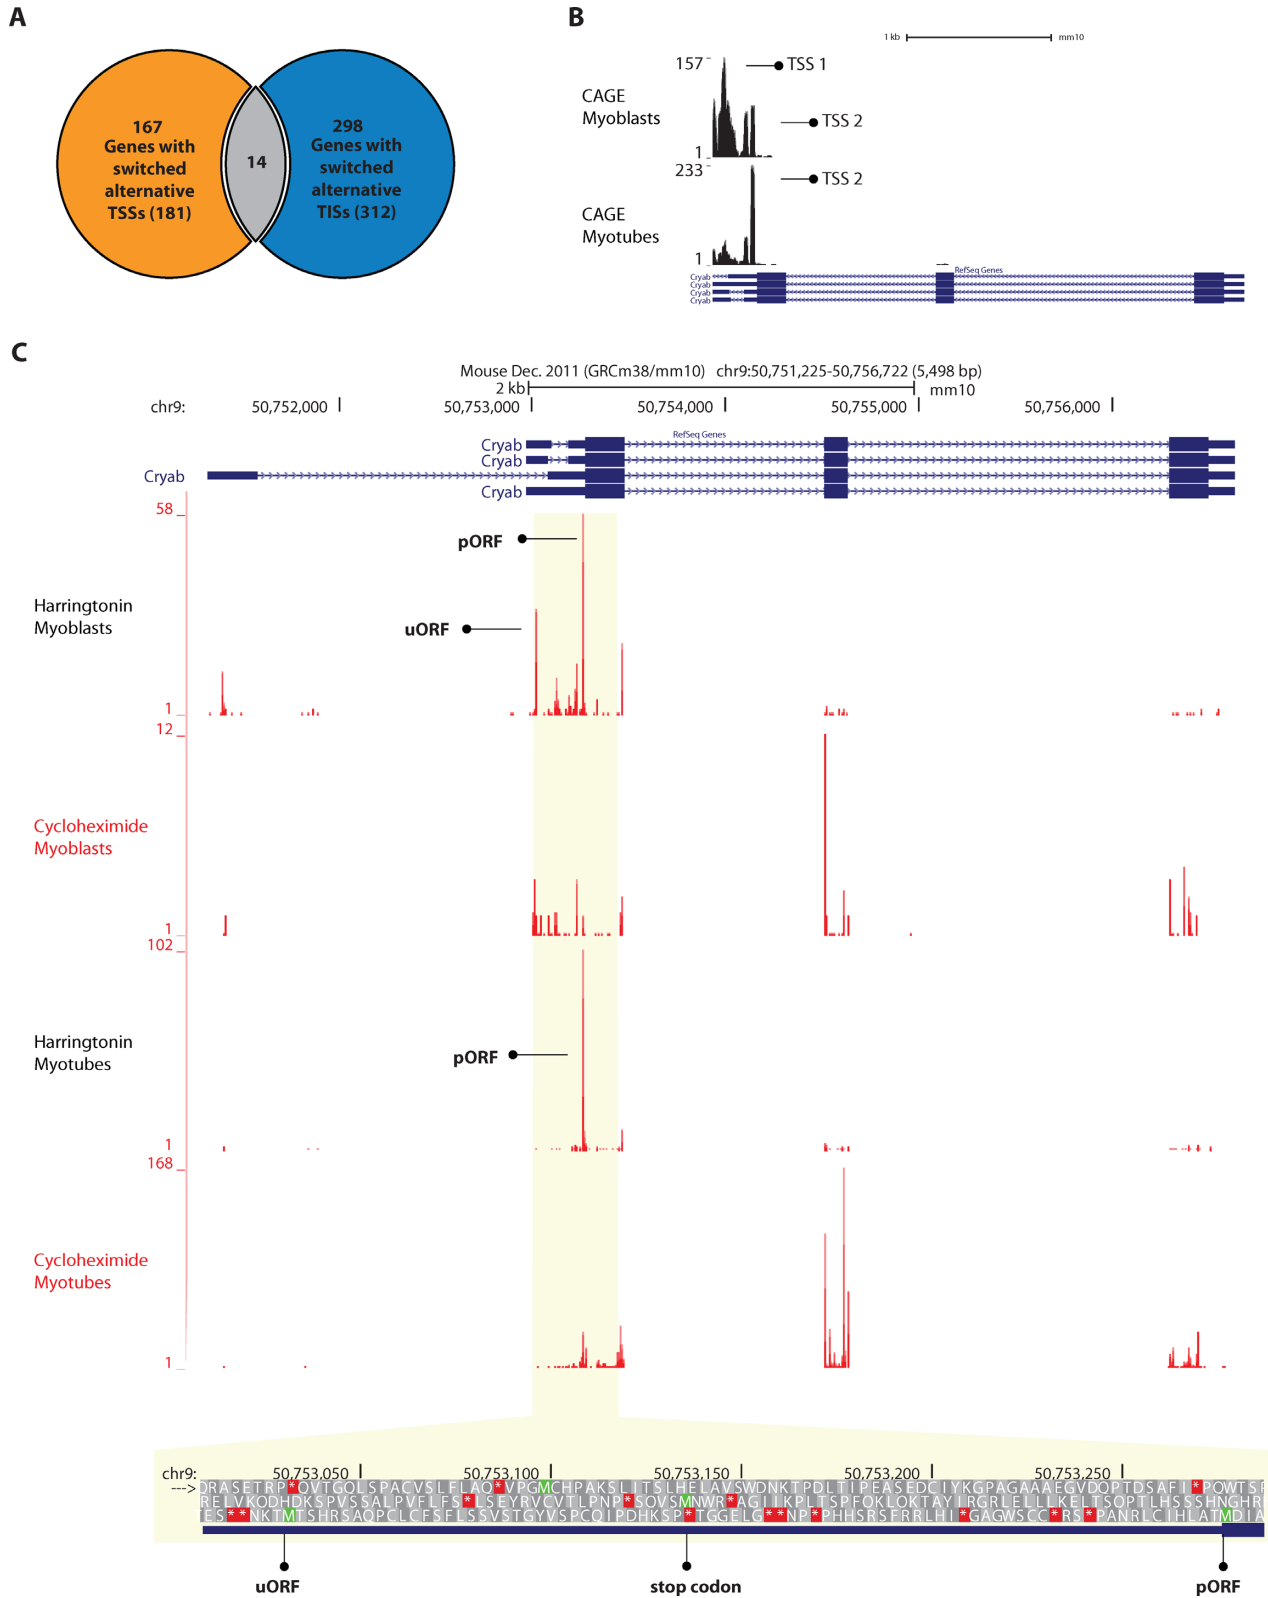 A
167
Genes with
switched
alternative
TSSs (181)
14
298
Genes with
switched
alternative
TISs (312)
B
1 kb
mm10
157
TSS 1
CAGE
Myoblasts
TSS 2
1
233
TSS 2
CAGE
Myotubes
1
RefSeq Genes
Cryab
Cryab
Cryab
Cryab
C
Mouse Dec. 2011 (GRCm38/mm10) chr9:50,751,225-50,756,722 (5,498 bp)
2 kb
mm10
chr9:
50,752,000
50,753,000
50,754,000
50,755,000
50,756,000
RefSeq Genes
Cryab
Cryab
Cryab
Cryab
58
pORF
Harringtonin
Myoblasts
uORF
1
12
Cycloheximide
Myoblasts
1
102
Harringtonin
Myotubes
pORF
1
168
Cycloheximide
Myotubes
1
chr9:
50,753,050
50,753,100
50,753,150
50,753,200
50,753,250
--->
uORF
stop codon
pORF